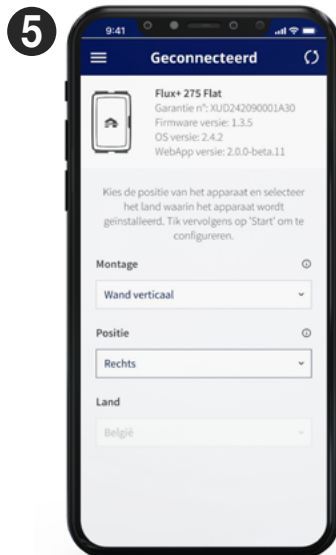 5
9:41
Geconnecteerd
Flux+ 275 Flat
Garantie n°: XUD242090001A30
Firmware versie: 1.3.5
OS versie: 2.4.2
WebApp versie: 2.0.0-beta.11
Kies de positie van het apparaat en selecteer
het land waarin het apparaat wordt
geïnstalleerd. Tik vervolgens op 'Start' om te
configureren.
Montage
Wand verticaal
Positie
Rechts
Land
België